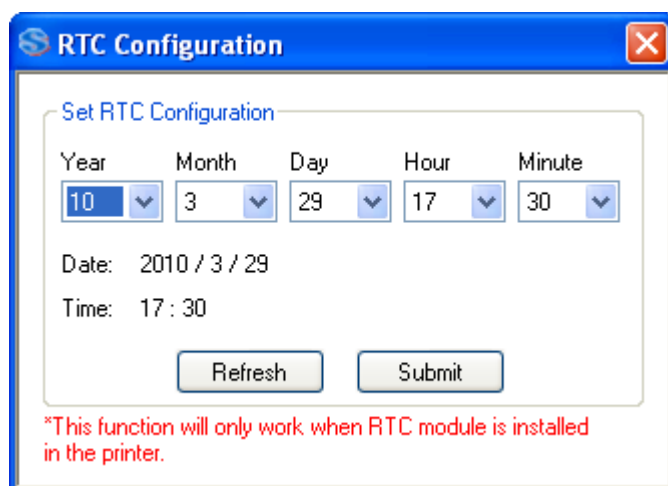 RTC Configuration
Set RTC Configuration
Year Month Day Hour Minute
10 3 29 17 30
Date: 2010 / 3 / 29
Time: 17 : 30
Refresh Submit
*This function will only work when RTC module is installed
in the printer.